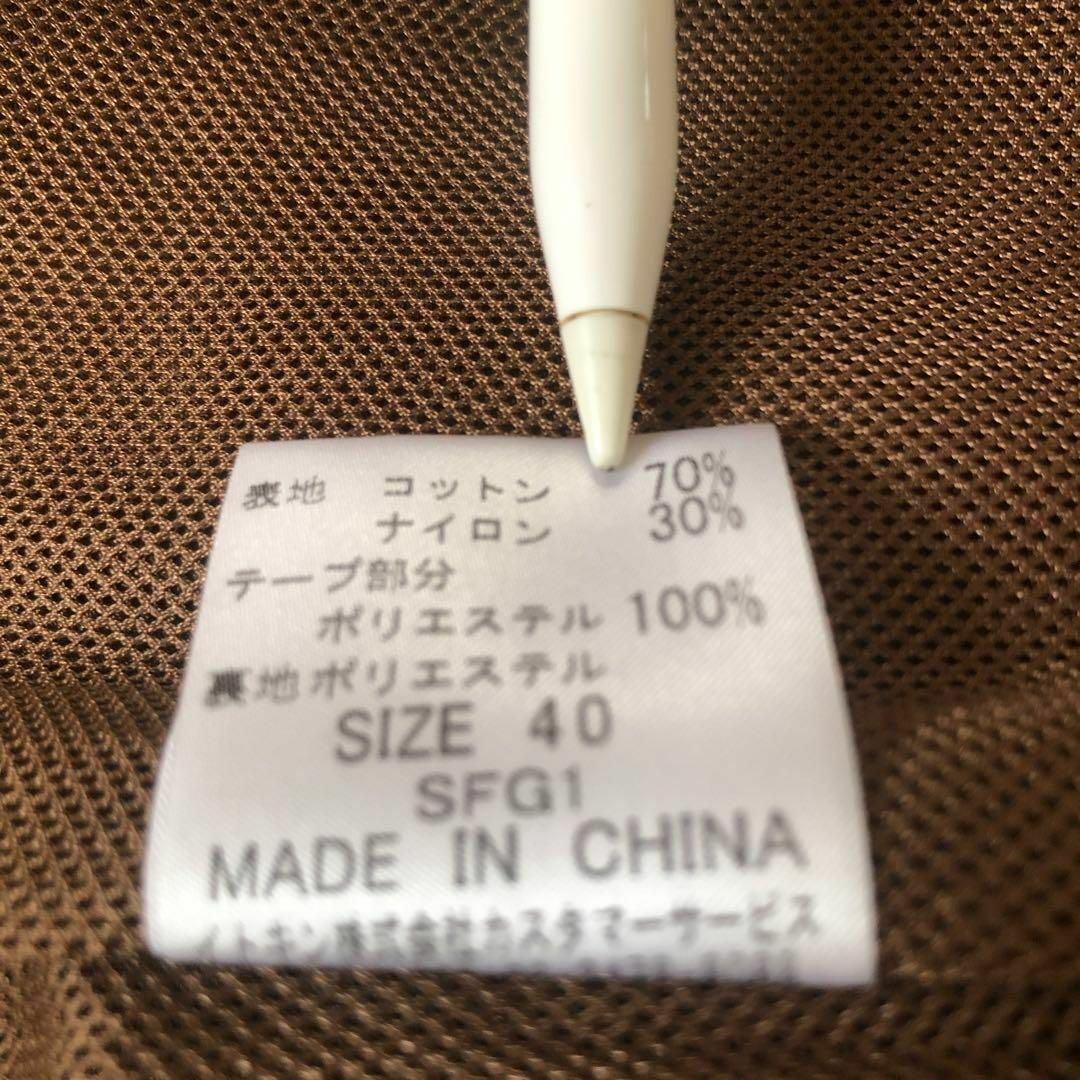 表地 コットン 70%
ナイロン 30%
テープ部分
ポリエステル 100%
裏地ポリエステル
SIZE 40
SFG1
MADE IN CHINA
イトキン株式会社カスタマーサービス